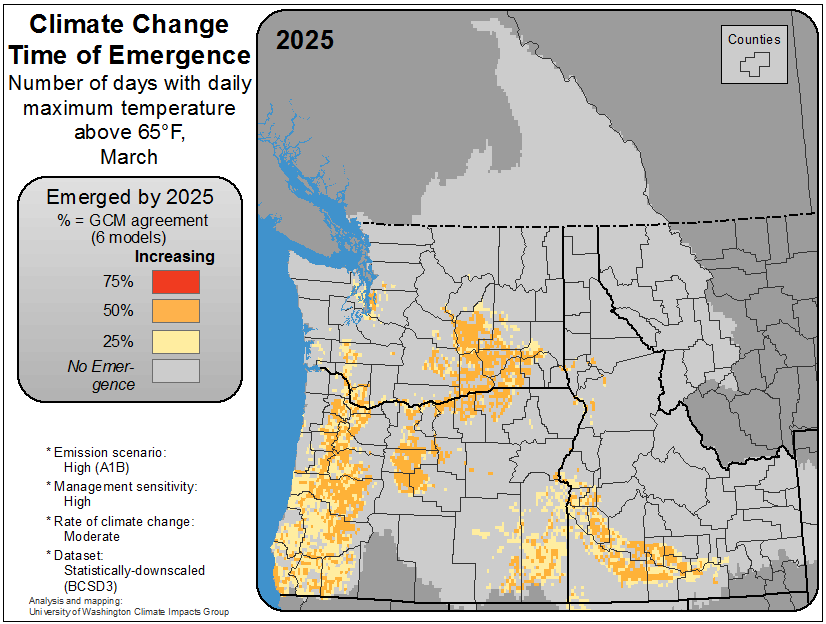 Climate Change
Time of Emergence
Number of days with daily
maximum temperature
above 65°F,
March
2025
Counties
Emerged by 2025
% = GCM agreement
(6 models)
Increasing
75%
50%
25%
No Emer-
gence
* Emission scenario:
High (A1B)
* Management sensitivity:
High
* Rate of climate change:
Moderate
* Dataset:
Statistically-downscaled
(BCSD3)
Analysis and mapping:
University of Washington Climate Impacts Group